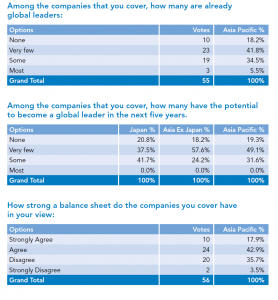 Among the companies that you cover, how many are already
global leaders:
Options Votes Asia Pacific %
None 10 18.2%
Very few 23 41.8%
Some 19 34.5%
Most 3 5.5%
Grand Total 55 100%
Among the companies that you cover, how many have the potential
to become a global leader in the next five years.
Options Japan % Asia Ex Japan % Asia Pacific %
None 20.8% 18.2% 19.3%
Very few 37.5% 57.6% 49.1%
Some 41.7% 24.2% 31.6%
Most 0.0% 0.0% 0.0%
Grand Total 100% 100% 100%
How strong a balance sheet do the companies you cover have
in your view:
Options Votes Asia Pacific %
Strongly Agree 10 17.9%
Agree 24 42.9%
Disagree 20 35.7%
Strongly Disagree 2 3.5%
Grand Total 56 100%